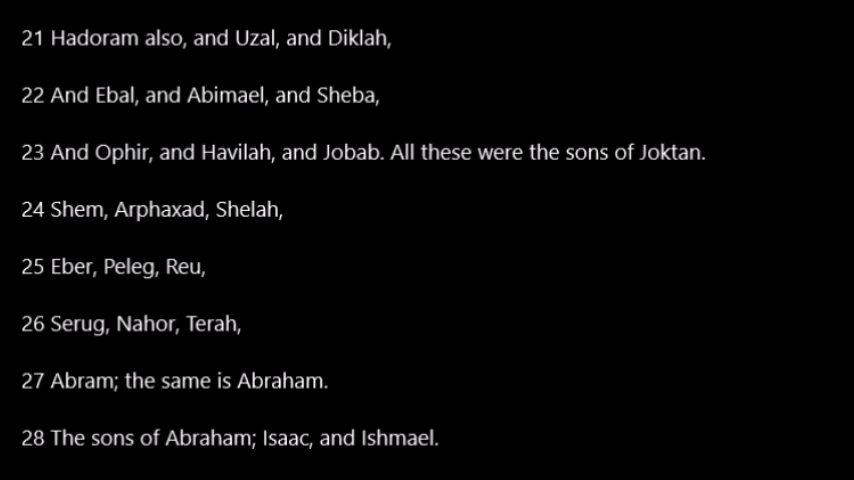 21 Hadoram also, and Uzal, and Diklah,
22 And Ebal, and Abimael, and Sheba,
23 And Ophir, and Havilah, and Jobab. All these were the sons of Joktan.
24 Shem, Arphaxad, Shelah,
25 Eber, Peleg, Reu,
26 Serug, Nahor, Terah,
27 Abram; the same is Abraham.
28 The sons of Abraham; Isaac, and Ishmael.